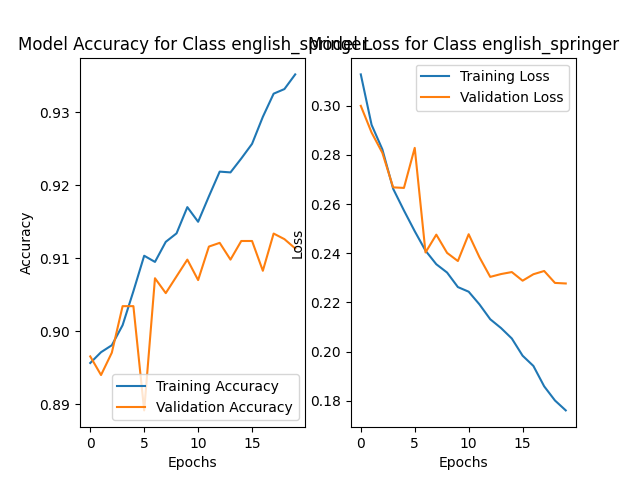 Model Accuracy for Class english_springer
Model Loss for Class english_springer
Accuracy
0.93
0.92
0.91
0.90
0.89
Training Accuracy
Validation Accuracy
0 5 10 15
Epochs
Loss
0.30
0.28
0.26
0.24
0.22
0.20
0.18
Training Loss
Validation Loss
0 5 10 15
Epochs